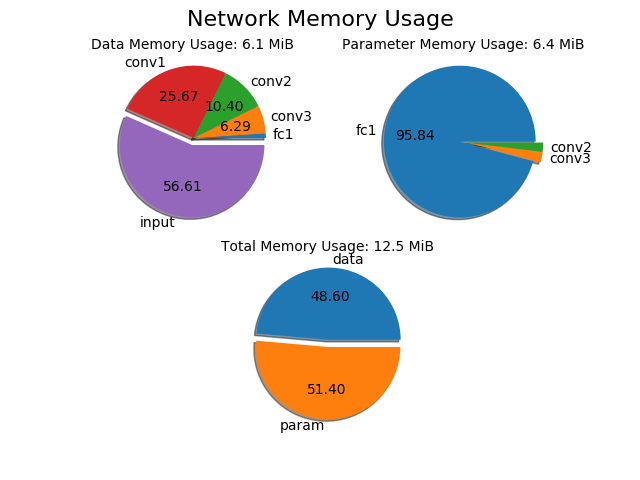 Network Memory Usage
Data Memory Usage: 6.1 MiB
conv1
25.67
conv2
10.40
conv3
6.29
fc1
56.61
input
Parameter Memory Usage: 6.4 MiB
fc1
95.84
conv2
conv3
Total Memory Usage: 12.5 MiB
data
48.60
51.40
param